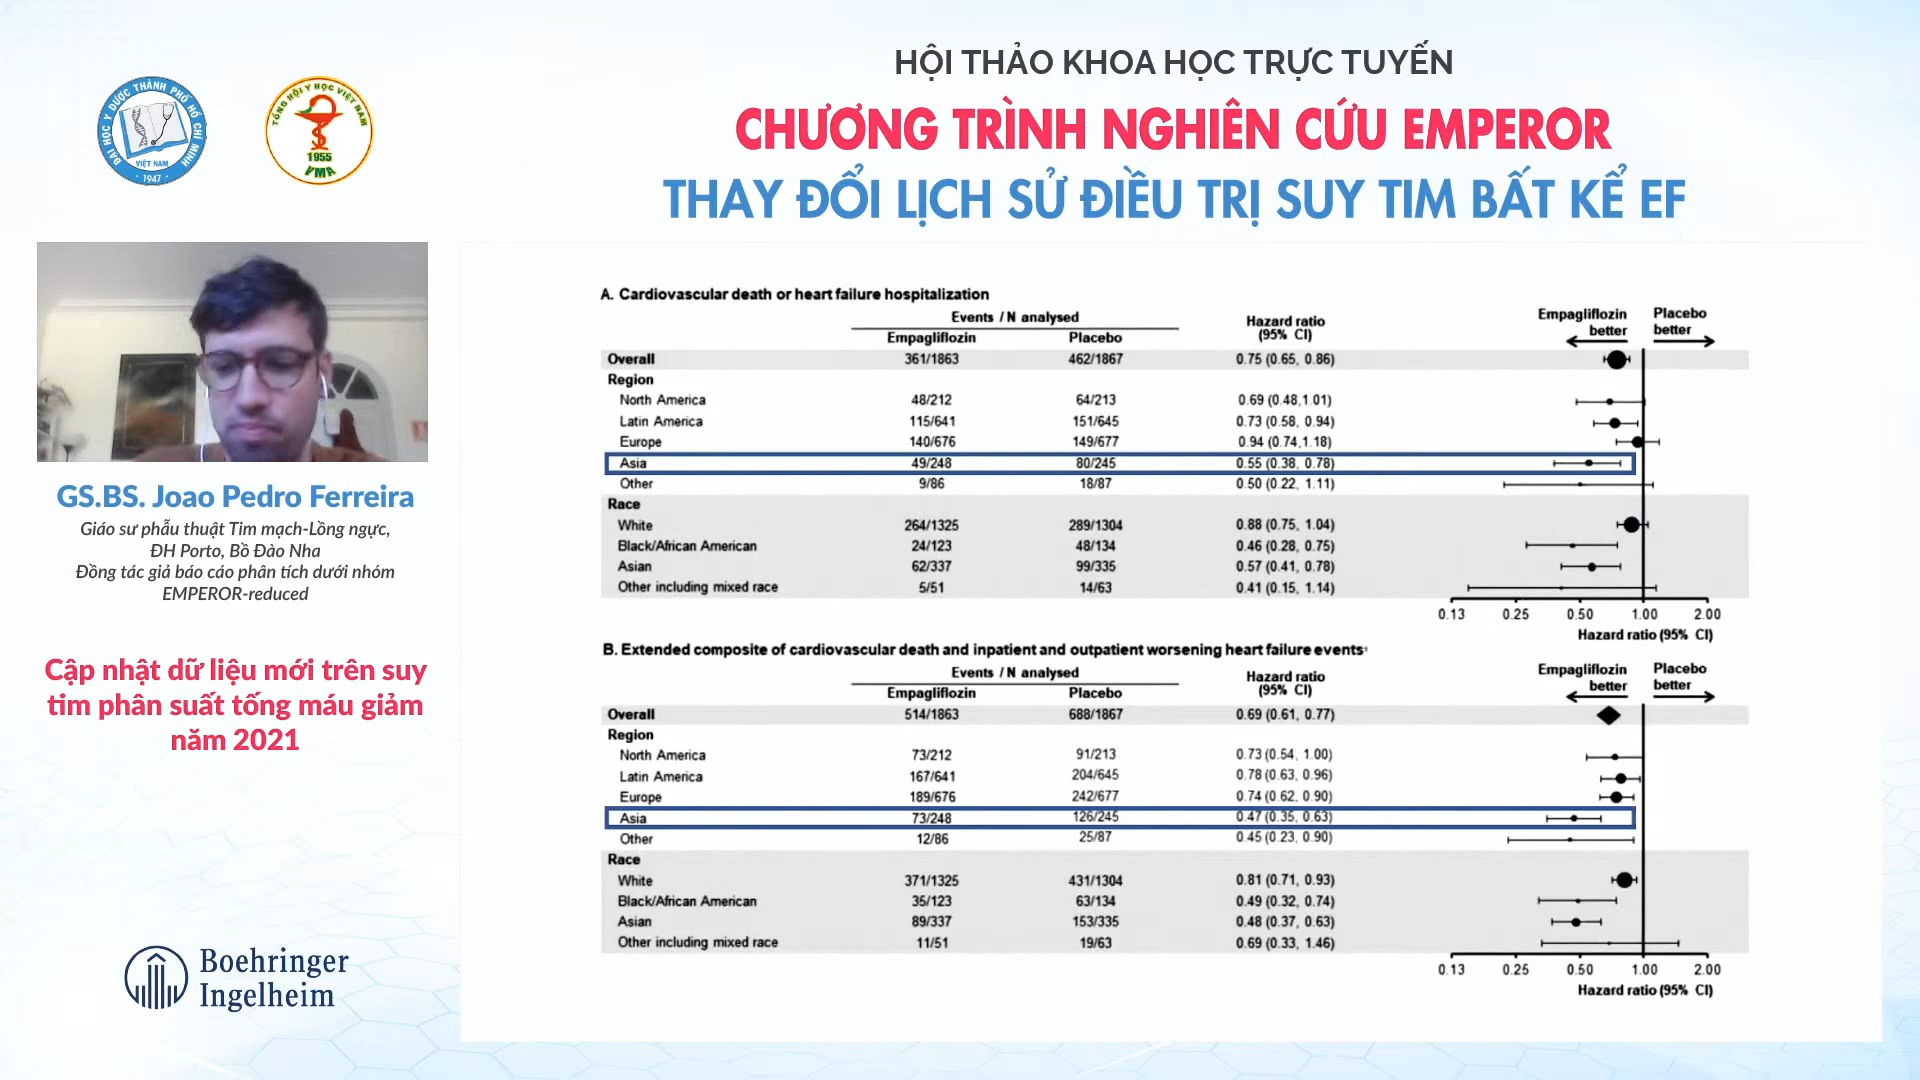 HỘI THẢO KHOA HỌC TRỰC TUYẾN
CHƯƠNG TRÌNH NGHIÊN CỨU EMPEROR
THAY ĐỔI LỊCH SỬ ĐIỀU TRỊ SUY TIM BẤT KỂ EF
ĐẠI HỌC Y DƯỢC THÀNH PHỐ HỒ CHÍ MINH
VIỆT NAM
· 1947 ·
TỔNG HỘI Y HỌC VIỆT NAM
1955
VMA
GS.BS. Joao Pedro Ferreira
Giáo sư phẫu thuật Tim mạch-Lồng ngực,
ĐH Porto, Bồ Đào Nha
Đồng tác giả báo cáo phân tích dưới nhóm
EMPEROR-reduced
Cập nhật dữ liệu mới trên suy
tim phân suất tống máu giảm
năm 2021
Boehringer
Ingelheim
A. Cardiovascular death or heart failure hospitalization
Events / N analysed Hazard ratio Empagliflozin Placebo
Empagliflozin Placebo (95% CI) better better
Overall 361/1863 462/1867 0.75 (0.65, 0.86)
Region
North America 48/212 64/213 0.69 (0.48,1.01)
Latin America 115/641 151/645 0.73 (0.58, 0.94)
Europe 140/676 149/677 0.94 (0.74,1.18)
Asia 49/248 80/245 0.55 (0.38, 0.78)
Other 9/86 18/87 0.50 (0.22, 1.11)
Race
White 264/1325 289/1304 0.88 (0.75, 1.04)
Black/African American 24/123 48/134 0.46 (0.28, 0.75)
Asian 62/337 99/335 0.57 (0.41, 0.78)
Other including mixed race 5/51 14/63 0.41 (0.15, 1.14)
0.13 0.25 0.50 1.00 2.00
Hazard ratio (95% CI)
B. Extended composite of cardiovascular death and inpatient and outpatient worsening heart failure events¹
Events / N analysed Hazard ratio Empagliflozin Placebo
Empagliflozin Placebo (95% CI) better better
Overall 514/1863 688/1867 0.69 (0.61, 0.77)
Region
North America 73/212 91/213 0.73 (0.54, 1.00)
Latin America 167/641 204/645 0.78 (0.63, 0.96)
Europe 189/676 242/677 0.74 (0.62, 0.90)
Asia 73/248 126/245 0.47 (0.35, 0.63)
Other 12/86 25/87 0.45 (0.23, 0.90)
Race
White 371/1325 431/1304 0.81 (0.71, 0.93)
Black/African American 35/123 63/134 0.49 (0.32, 0.74)
Asian 89/337 153/335 0.48 (0.37, 0.63)
Other including mixed race 11/51 19/63 0.69 (0.33, 1.46)
0.13 0.25 0.50 1.00 2.00
Hazard ratio (95% CI)